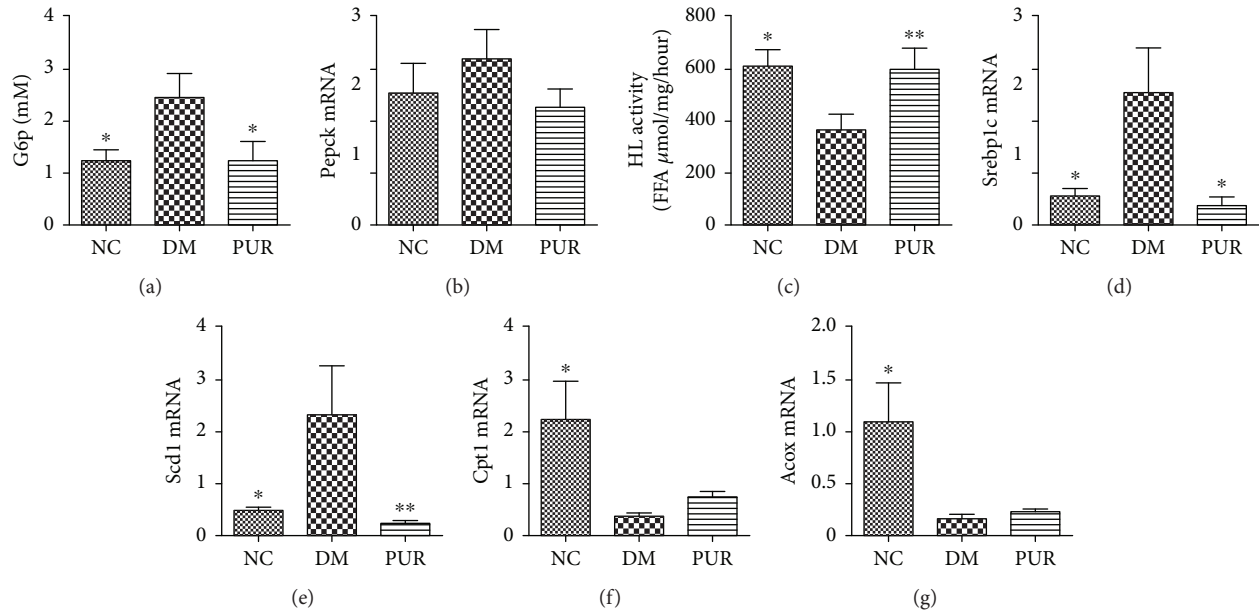 4
3
2
1
0
G6p (mM)
*
*
NC DM PUR
(a)
3
2
1
0
Pepck mRNA
NC DM PUR
(b)
800
600
400
200
0
HL activity
(FFA μmol/mg/hour)
*
**
NC DM PUR
(c)
3
2
1
0
Srebp1c mRNA
*
*
NC DM PUR
(d)
4
3
2
1
0
Scd1 mRNA
*
**
NC DM PUR
(e)
4
3
2
1
0
Cpt1 mRNA
*
NC DM PUR
(f)
2.0
1.5
1.0
0.5
0
Acox mRNA
*
NC DM PUR
(g)